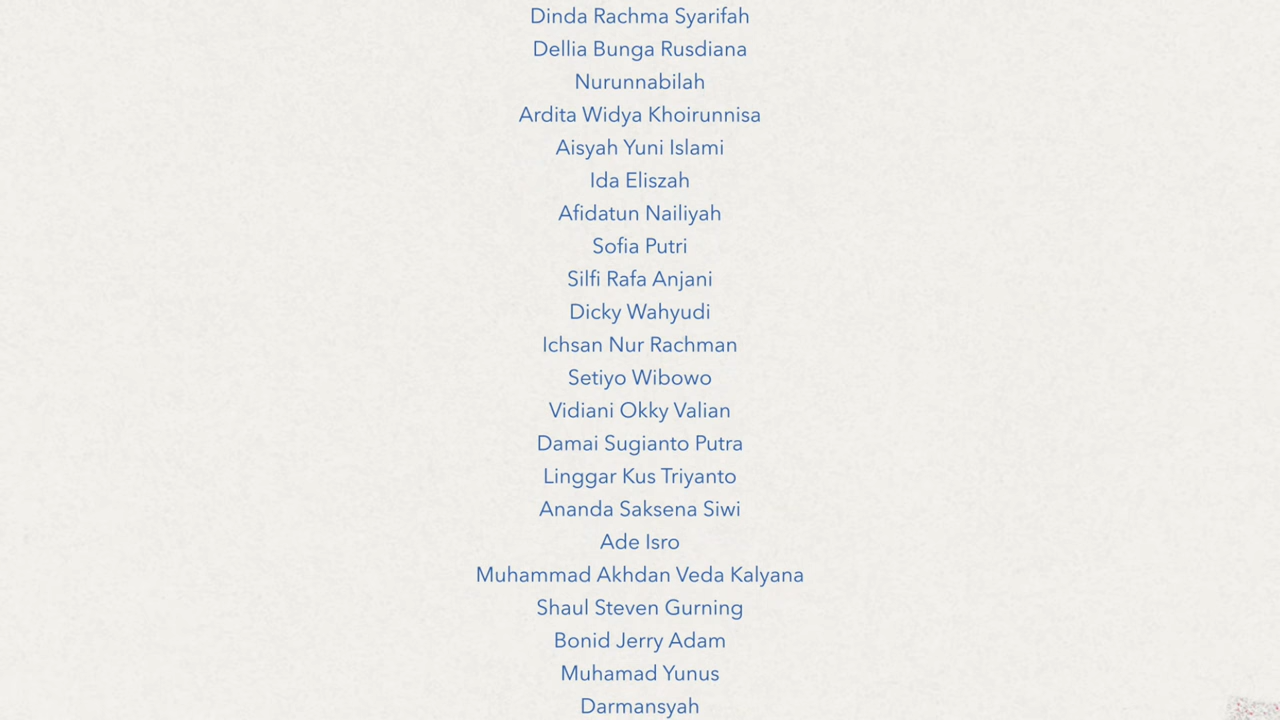 Dinda Rachma Syarifah
Dellia Bunga Rusdiana
Nurunnabilah
Ardita Widya Khoirunnisa
Aisyah Yuni Islami
Ida Eliszah
Afidatun Nailiyah
Sofia Putri
Silfi Rafa Anjani
Dicky Wahyudi
Ichsan Nur Rachman
Setiyo Wibowo
Vidiani Okky Valian
Damai Sugianto Putra
Linggar Kus Triyanto
Ananda Saksena Siwi
Ade Isro
Muhammad Akhdan Veda Kalyana
Shaul Steven Gurning
Bonid Jerry Adam
Muhamad Yunus
Darmansyah